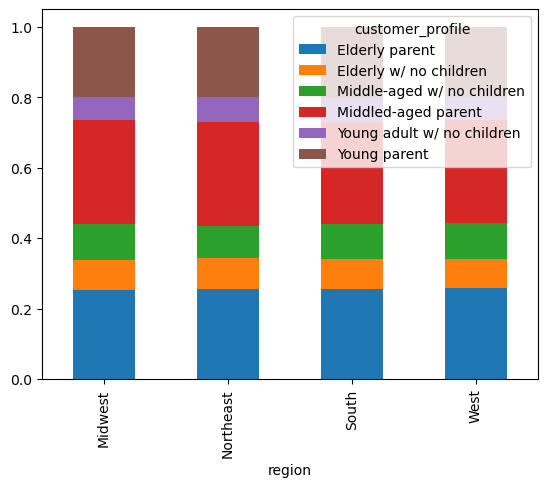 customer_profile
Elderly parent
Elderly w/ no children
Middle-aged w/ no children
Middled-aged parent
Young adult w/ no children
Young parent
1.0
0.8
0.6
0.4
0.2
0.0
Midwest
Northeast
South
West
region